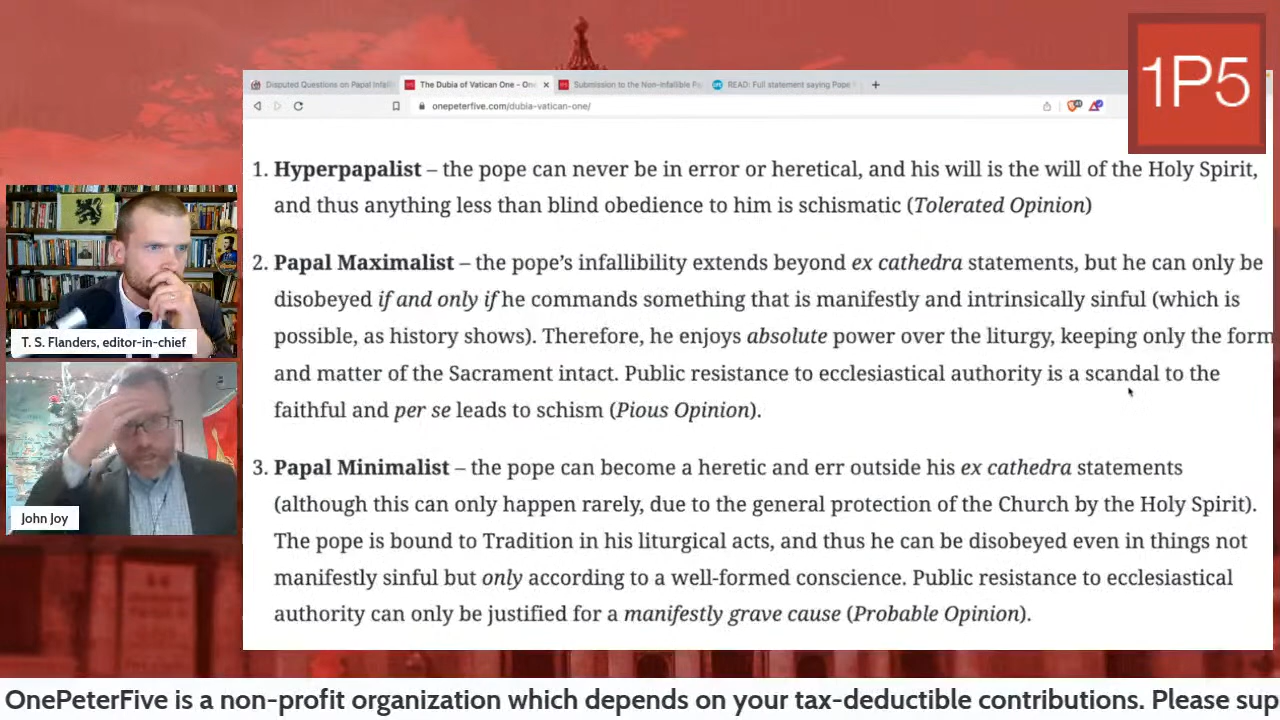 1P5
Disputed Questions on Papal Infalli
The Dubia of Vatican One - One
Submission to the Non-Infallible Po
READ: Full statement saying Pope
onepeterfive.com/dubia-vatican-one/
1. Hyperpapalist – the pope can never be in error or heretical, and his will is the will of the Holy Spirit,
and thus anything less than blind obedience to him is schismatic (Tolerated Opinion)
2. Papal Maximalist – the pope’s infallibility extends beyond ex cathedra statements, but he can only be
disobeyed if and only if he commands something that is manifestly and intrinsically sinful (which is
possible, as history shows). Therefore, he enjoys absolute power over the liturgy, keeping only the form
and matter of the Sacrament intact. Public resistance to ecclesiastical authority is a scandal to the
faithful and per se leads to schism (Pious Opinion).
3. Papal Minimalist – the pope can become a heretic and err outside his ex cathedra statements
(although this can only happen rarely, due to the general protection of the Church by the Holy Spirit).
The pope is bound to Tradition in his liturgical acts, and thus he can be disobeyed even in things not
manifestly sinful but only according to a well-formed conscience. Public resistance to ecclesiastical
authority can only be justified for a manifestly grave cause (Probable Opinion).
T. S. Flanders, editor-in-chief
John Joy
OnePeterFive is a non-profit organization which depends on your tax-deductible contributions. Please sup